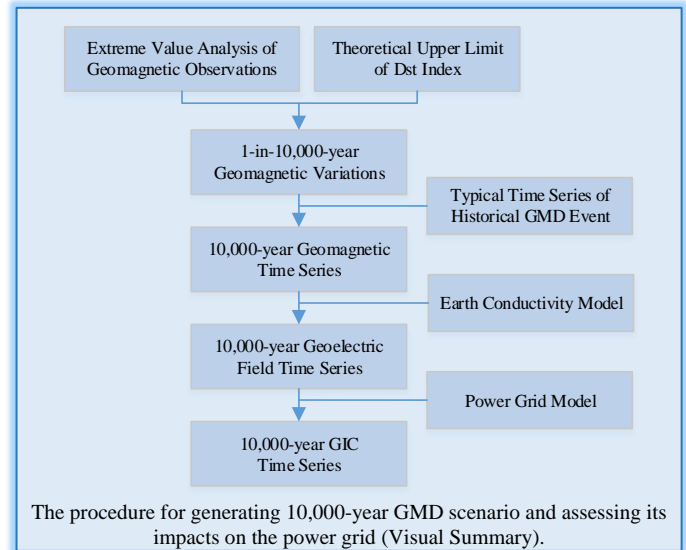 Extreme Value Analysis of
Geomagnetic Observations
Theoretical Upper Limit
of Dst Index
1-in-10,000-year
Geomagnetic Variations
Typical Time Series of
Historical GMD Event
10,000-year Geomagnetic
Time Series
Earth Conductivity Model
10,000-year Geoelectric
Field Time Series
Power Grid Model
10,000-year GIC
Time Series
The procedure for generating 10,000-year GMD scenario and assessing its
impacts on the power grid (Visual Summary).